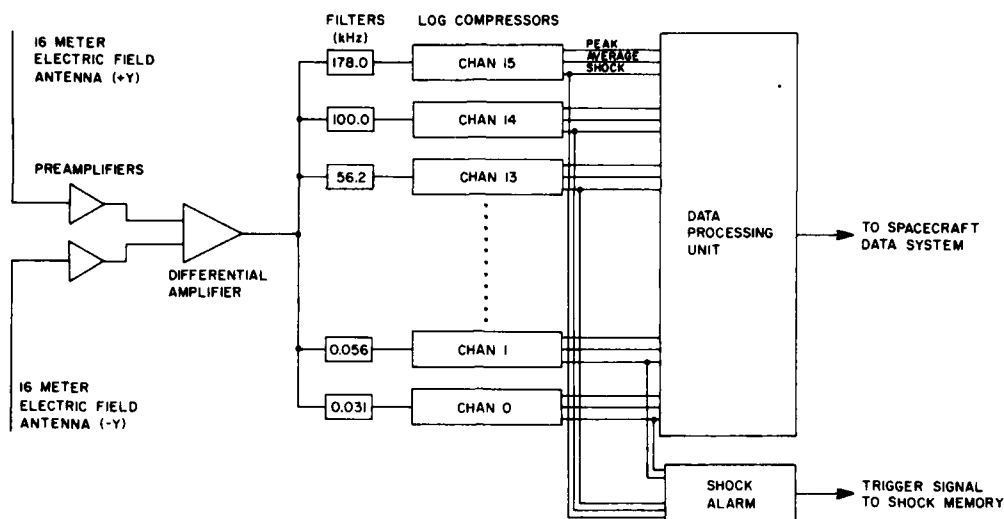 16 METER
ELECTRIC FIELD
ANTENNA (+Y)
FILTERS
(kHz)
LOG COMPRESSORS
178.0
CHAN 15
PEAK
AVERAGE
SHOCK
100.0
CHAN 14
56.2
CHAN 13
PREAMPLIFIERS
DIFFERENTIAL
AMPLIFIER
DATA
PROCESSING
UNIT
TO SPACECRAFT
DATA SYSTEM
0.056
CHAN 1
0.031
CHAN 0
16 METER
ELECTRIC FIELD
ANTENNA (-Y)
SHOCK
ALARM
TRIGGER SIGNAL
TO SHOCK MEMORY